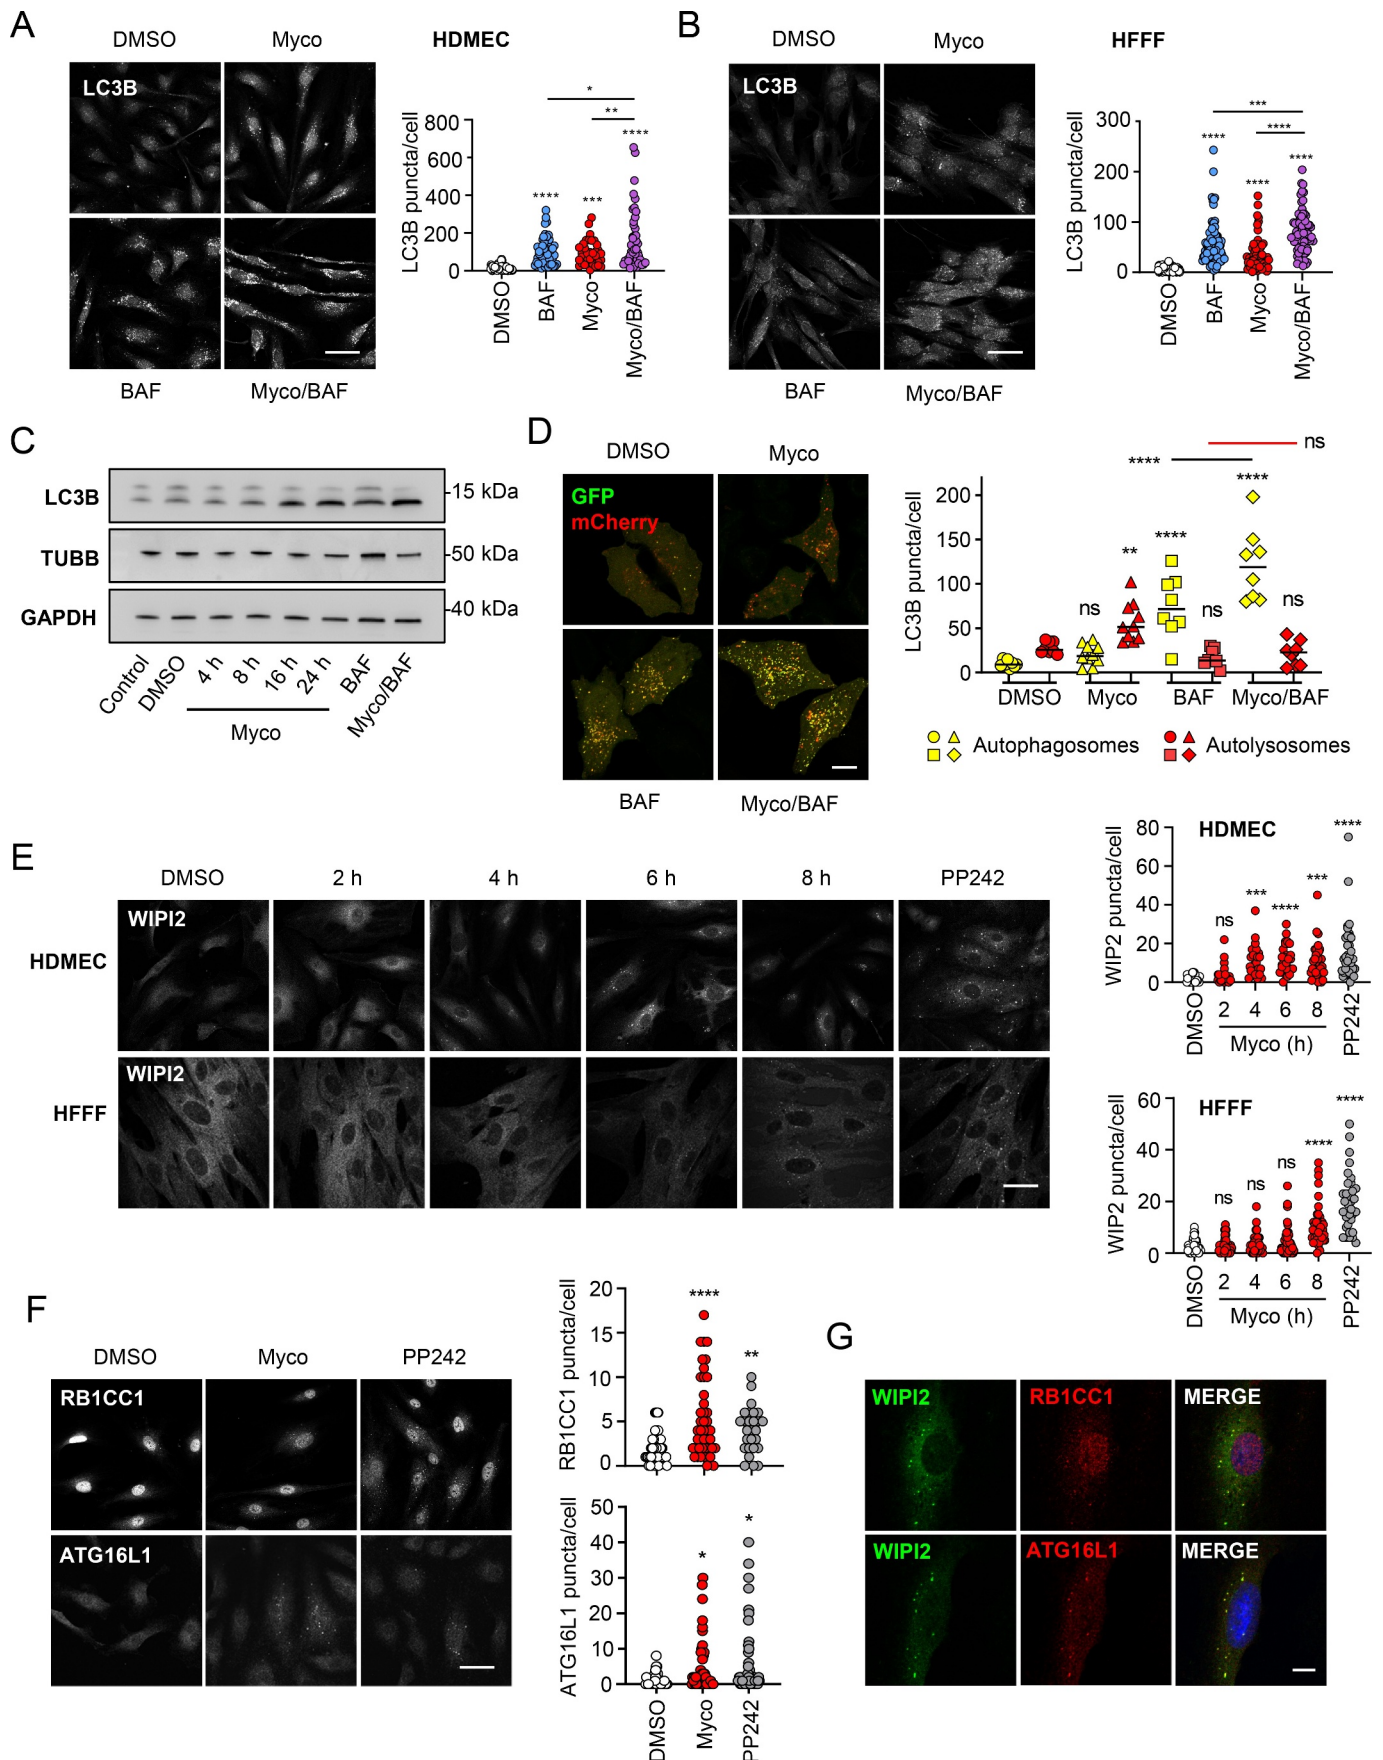 A
DMSO
Myco
HDMEC
LC3B
BAF
Myco/BAF
LC3B puncta/cell
800
600
400
200
0
*
**
****
***
****
DMSO
BAF
Myco
Myco/BAF
B
DMSO
Myco
HFFF
LC3B
BAF
Myco/BAF
LC3B puncta/cell
300
200
100
0
***
****
****
****
****
DMSO
BAF
Myco
Myco/BAF
C
LC3B
15 kDa
TUBB
50 kDa
GAPDH
40 kDa
Control
DMSO
4 h
8 h
16 h
24 h
BAF
Myco/BAF
Myco
D
DMSO
Myco
GFP
mCherry
BAF
Myco/BAF
LC3B puncta/cell
200
150
100
50
0
ns
****
****
ns
**
****
ns
ns
DMSO
Myco
BAF
Myco/BAF
Autophagosomes
Autolysosomes
E
DMSO
2 h
4 h
6 h
8 h
PP242
HDMEC
WIPI2
HFFF
WIPI2
HDMEC
WIP2 puncta/cell
80
60
40
20
0
ns
***
****
***
****
DMSO
2
4
6
8
PP242
Myco (h)
HFFF
WIP2 puncta/cell
60
40
20
0
ns
ns
ns
****
****
DMSO
2
4
6
8
PP242
Myco (h)
F
DMSO
Myco
PP242
RB1CC1
ATG16L1
RB1CC1 puncta/cell
20
15
10
5
0
****
**
ATG16L1 puncta/cell
50
40
30
20
10
0
*
*
DMSO
Myco
PP242
G
WIPI2
RB1CC1
MERGE
WIPI2
ATG16L1
MERGE